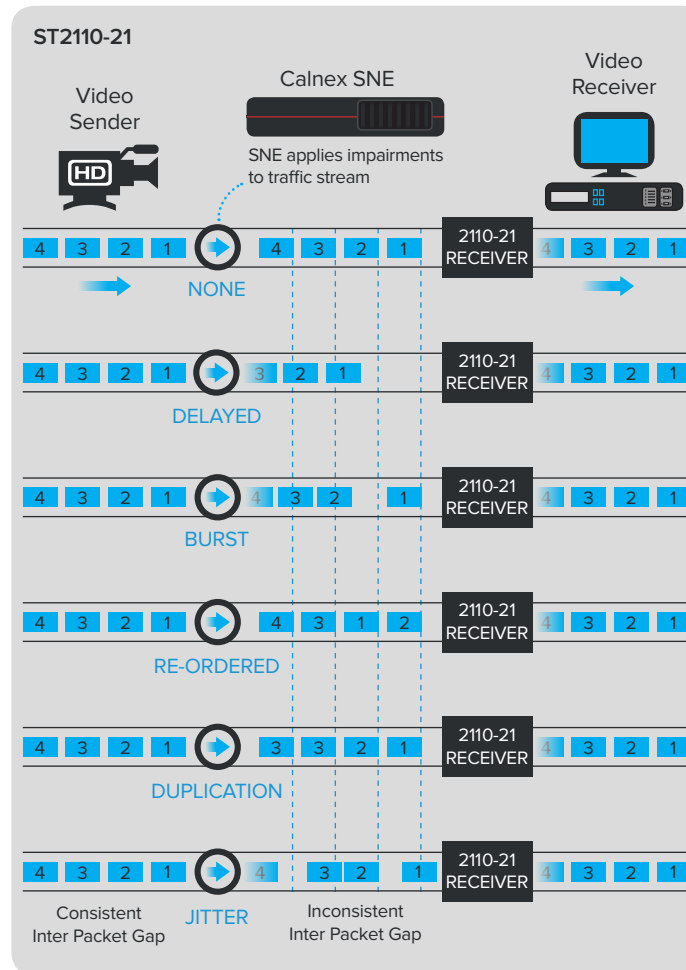 ST2110-21
Video
Sender
Calnex SNE
Video
Receiver
HD
SNE applies impairments
to traffic stream
4 3 2 1 4 3 2 1 2110-21 RECEIVER 4 3 2 1
NONE
4 3 2 1 3 2 1 2110-21 RECEIVER 4 3 2 1
DELAYED
4 3 2 1 4 3 2 1 2110-21 RECEIVER 4 3 2 1
BURST
4 3 2 1 4 3 1 2 2110-21 RECEIVER 4 3 2 1
RE-ORDERED
4 3 2 1 3 3 2 1 2110-21 RECEIVER 4 3 2 1
DUPLICATION
4 3 2 1 4 3 2 1 2110-21 RECEIVER 4 3 2 1
Consistent
Inter Packet Gap
JITTER
Inconsistent
Inter Packet Gap